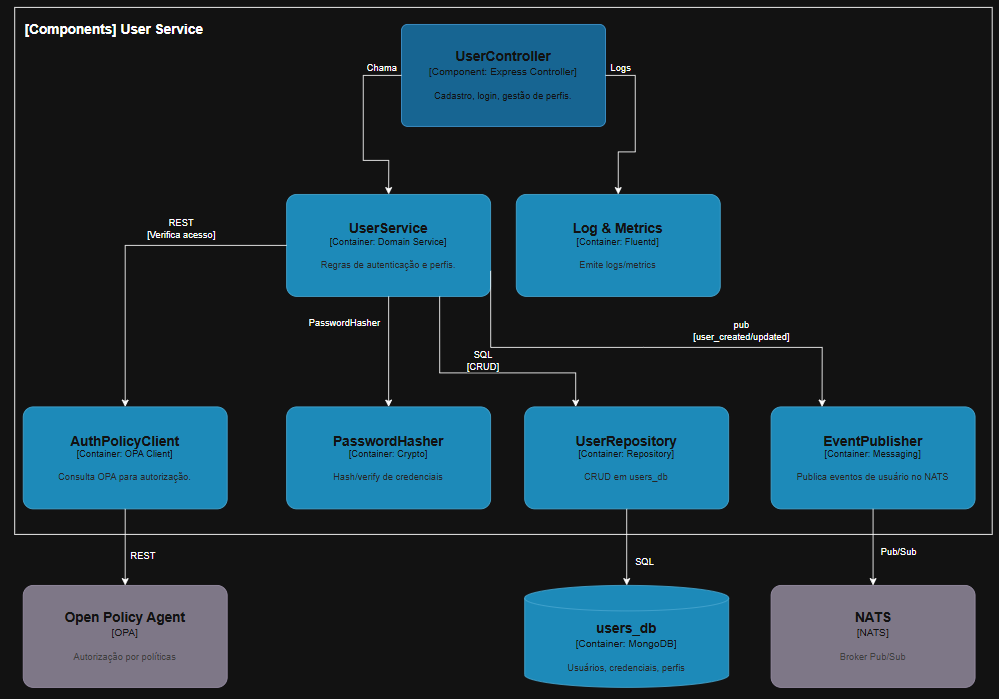 [Components] User Service
UserController
[Component: Express Controller]
Cadastro, login, gestão de perfis.
Chama
Logs
UserService
[Container: Domain Service]
Regras de autenticação e perfis.
Log & Metrics
[Container: Fluentd]
Emite logs/metrics
REST
[Verifica acesso]
PasswordHasher
SQL
[CRUD]
pub
[user_created/updated]
AuthPolicyClient
[Container: OPA Client]
Consulta OPA para autorização.
PasswordHasher
[Container: Crypto]
Hash/verify de credenciais
UserRepository
[Container: Repository]
CRUD em users_db
EventPublisher
[Container: Messaging]
Publica eventos de usuário no NATS
REST
SQL
Pub/Sub
Open Policy Agent
[OPA]
Autorização por políticas
users_db
[Container: MongoDB]
Usuários, credenciais, perfis
NATS
[NATS]
Broker Pub/Sub